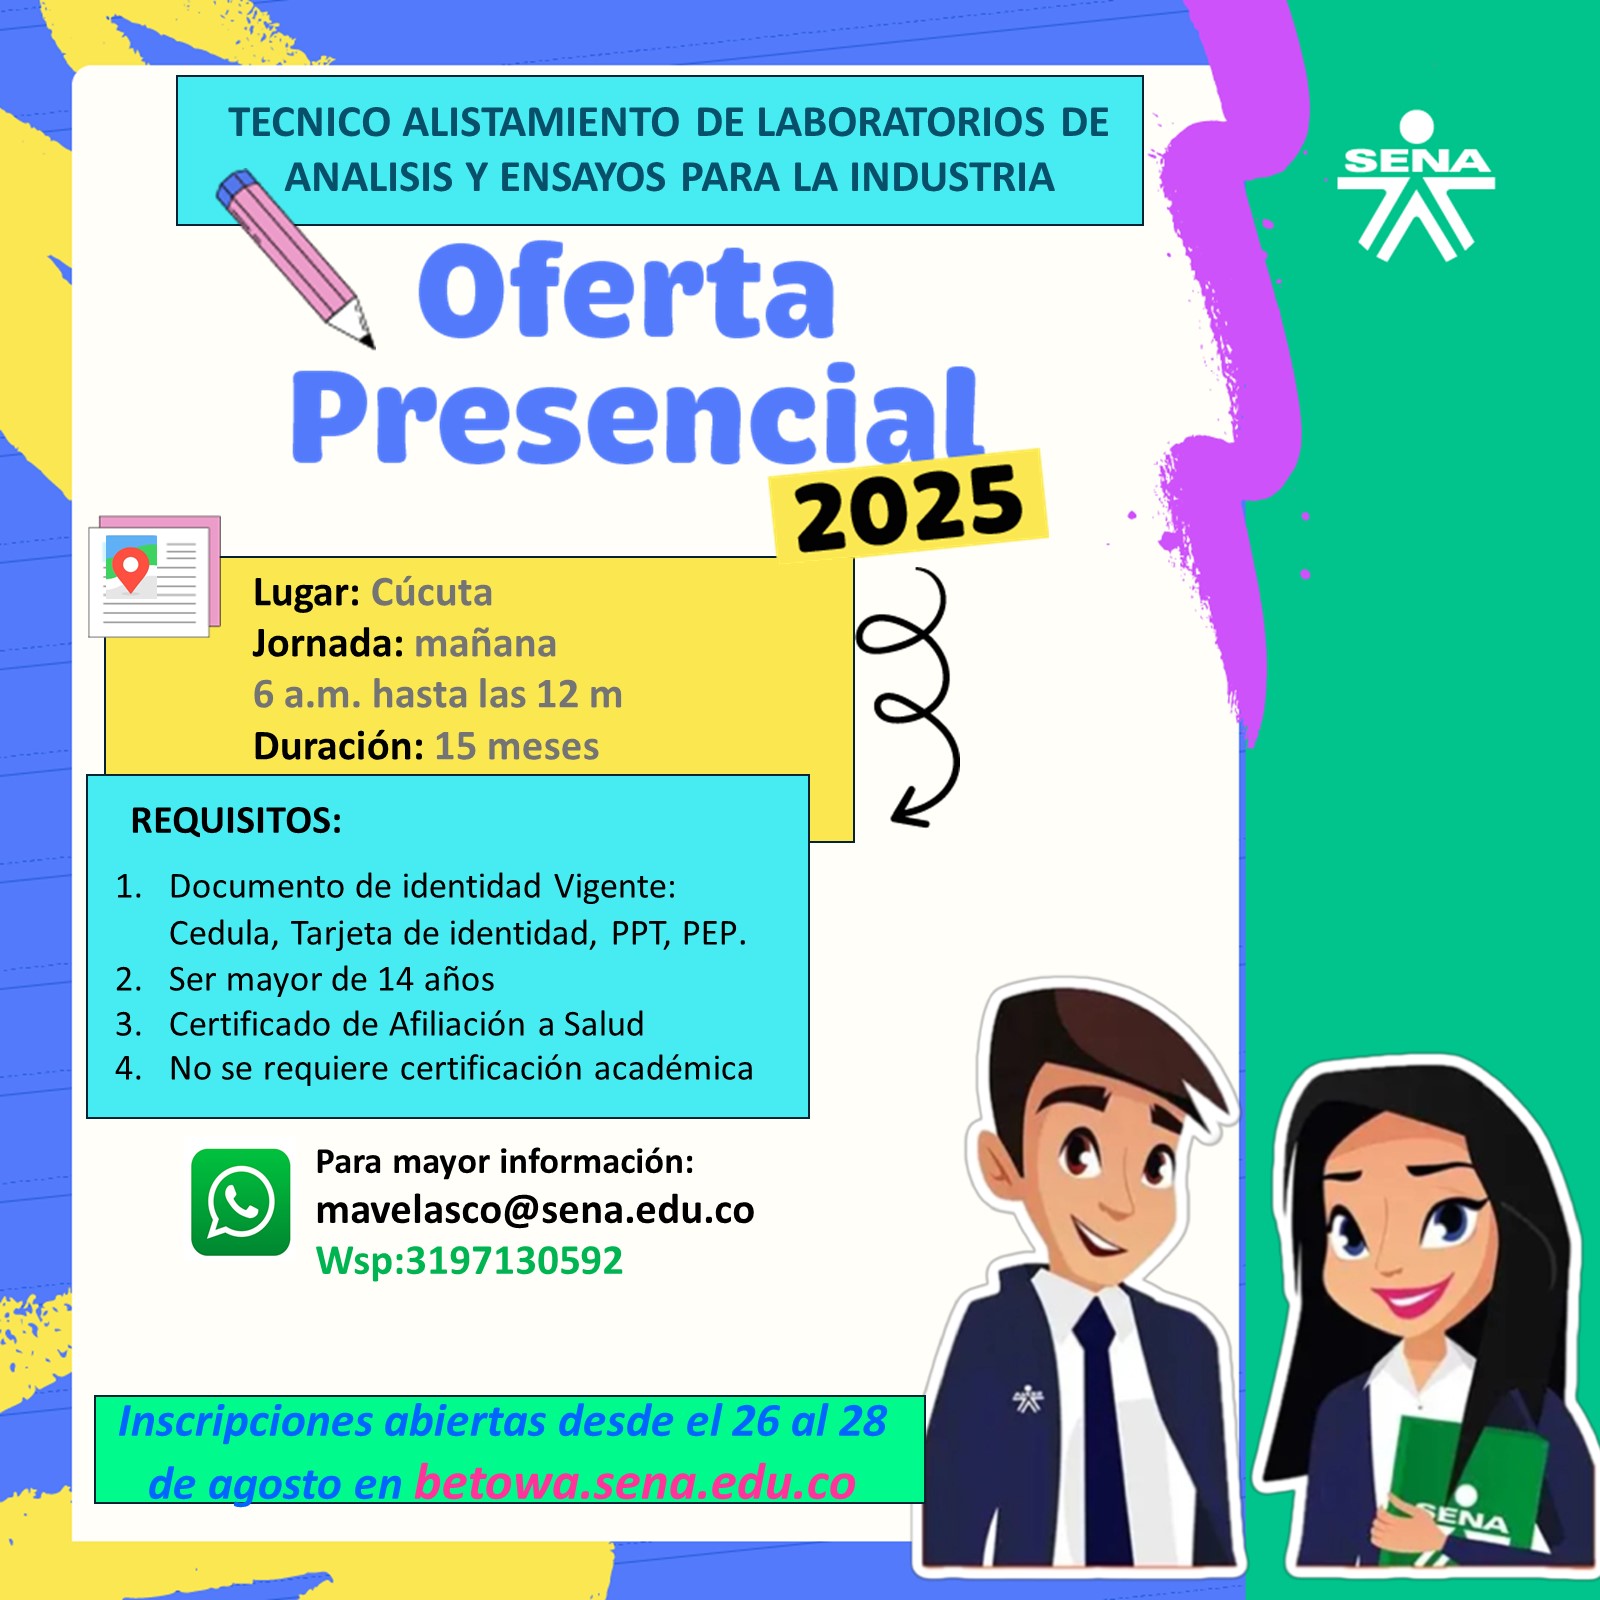 TECNICO ALISTAMIENTO DE LABORATORIOS DE
ANALISIS Y ENSAYOS PARA LA INDUSTRIA
SENA
Oferta
Presencial
2025
Lugar: Cúcuta
Jornada: mañana
6 a.m. hasta las 12 m
Duración: 15 meses
REQUISITOS:
1. Documento de identidad Vigente:
Cedula, Tarjeta de identidad, PPT, PEP.
2. Ser mayor de 14 años
3. Certificado de Afiliación a Salud
4. No se requiere certificación académica
Para mayor información:
mavelasco@sena.edu.co
Wsp:3197130592
Inscripciones abiertas desde el 26 al 28
de agosto en betowa.sena.edu.co
SENA